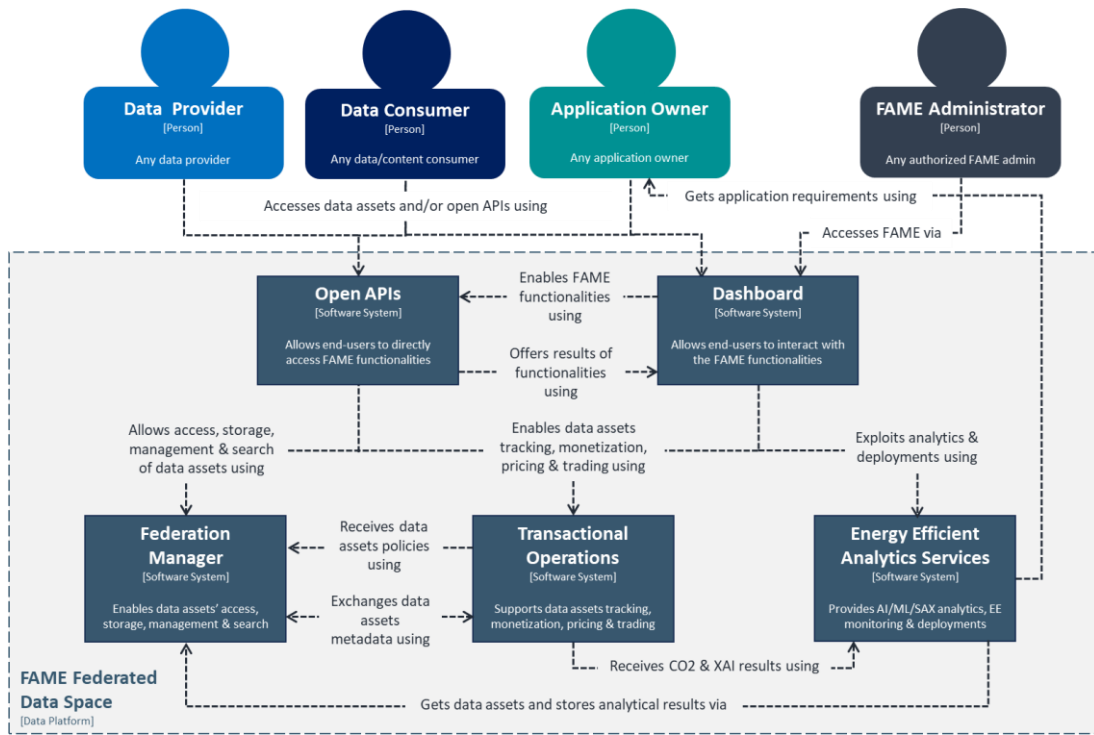 Data Provider
[Person]
Any data provider
Data Consumer
[Person]
Any data/content consumer
Application Owner
[Person]
Any application owner
FAME Administrator
[Person]
Any authorized FAME admin
Accesses data assets and/or open APIs using
Gets application requirements using
Accesses FAME via
Open APIs
[Software System]
Allows end-users to directly
access FAME functionalities
Enables FAME
functionalities
using
Offers results of
functionalities
using
Dashboard
[Software System]
Allows end-users to interact with
the FAME functionalities
Allows access, storage,
management & search
of data assets using
Enables data assets
tracking, monetization,
pricing & trading using
Exploits analytics &
deployments using
Federation
Manager
[Software System]
Enables data assets' access,
storage, management & search
Receives data
assets policies
using
Exchanges data
assets
metadata using
Transactional
Operations
[Software System]
Supports data assets tracking,
monetization, pricing & trading
Energy Efficient
Analytics Services
[Software System]
Provides AI/ML/SAX analytics, EE
monitoring & deployments
Receives CO2 & XAI results using
Gets data assets and stores analytical results via
FAME Federated
Data Space
[Data Platform]